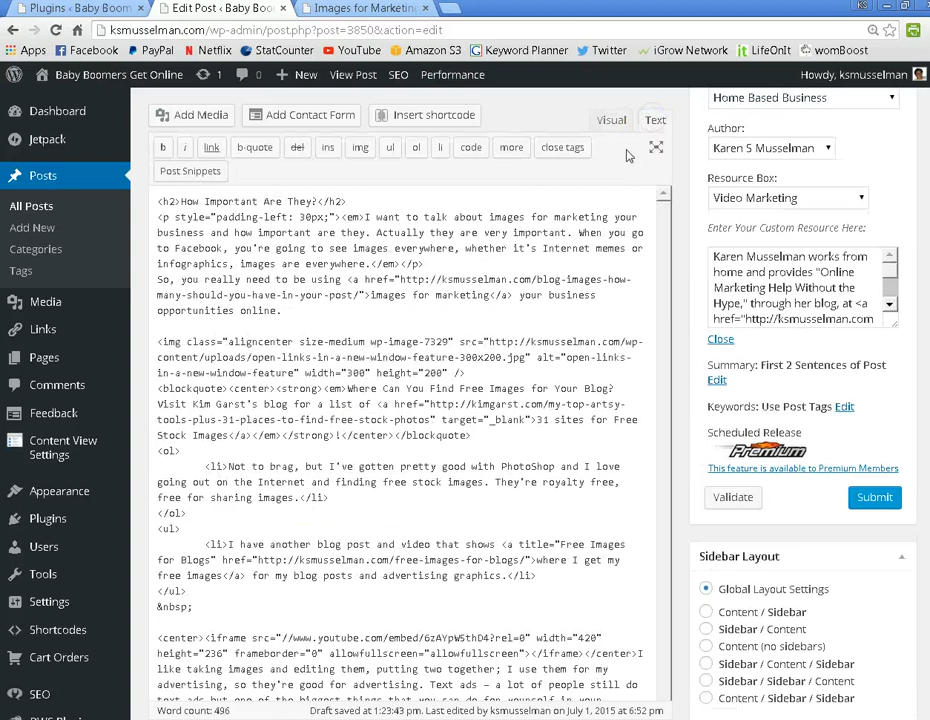 Plugins ‹ Baby Boom
Edit Post ‹ Baby Boo
Images for Marketin
KS
ksmusselman.com/wp-admin/post.php?post=3850&action=edit
Apps Facebook PayPal Netflix StatCounter YouTube Amazon S3 Keyword Planner Twitter iGrow Network LifeOnIt womBoost
Baby Boomers Get Online 1 0 New View Post SEO Performance Howdy, ksmusselman
Dashboard
Jetpack
Posts
All Posts
Add New
Categories
Tags
Media
Links
Pages
Comments
Feedback
Content View
Settings
Appearance
Plugins
Users
Tools
Settings
Shortcodes
Cart Orders
SEO
Add Media Add Contact Form Insert shortcode Visual Text
b i link b-quote del ins img ul ol li code more close tags
Post Snippets
<h2>How Important Are They?</h2>
<p style="padding-left: 30px;"><em>I want to talk about images for marketing your
business and how important are they. Actually they are very important. When you go
to Facebook, you're going to see images everywhere, whether it's Internet memes or
infographics, images are everywhere.</em></p>
So, you really need to be using <a href="http://ksmusselman.com/blog-images-how-
many-should-you-have-in-your-post/">images for marketing</a> your business
opportunities online.
<img class="aligncenter size-medium wp-image-7329" src="http://ksmusselman.com/wp-
content/uploads/open-links-in-a-new-window-feature-300x200.jpg" alt="open-links-
in-a-new-window-feature" width="300" height="200" />
<blockquote><center><strong><em>Where Can You Find Free Images for Your Blog?
Visit Kim Garst's blog for a list of <a href="http://kimgarst.com/my-top-artsy-
tools-plus-31-places-to-find-free-stock-photos" target="_blank">31 sites for Free
Stock Images</a></em></strong>!</center></blockquote>
<ol>
<li>Not to brag, but I've gotten pretty good with PhotoShop and I love
going out on the Internet and finding free stock images. They're royalty free,
free for sharing images.</li>
</ol>
<ul>
<li>I have another blog post and video that shows <a title="Free Images
for Blogs" href="http://ksmusselman.com/free-images-for-blogs/">where I get my
free images</a> for my blog posts and advertising graphics.</li>
</ul>
&nbsp;
<center><iframe src="//www.youtube.com/embed/6zAYpW5thD4?rel=0" width="420"
height="236" frameborder="0" allowfullscreen="allowfullscreen"></iframe></center>I
like taking images and editing them, putting two together; I use them for my
advertising, so they're good for advertising. Text ads – a lot of people still do
Word count: 496 Draft saved at 1:23:43 pm. Last edited by ksmusselman on July 1, 2015 at 6:52 pm
Home Based Business
Author:
Karen S Musselman
Resource Box:
Video Marketing
Enter Your Custom Resource Here:
Karen Musselman works from
home and provides "Online
Marketing Help Without the
Hype," through her blog, at <a
href="http://ksmusselman.com
Close
Summary: First 2 Sentences of Post
Edit
Keywords: Use Post Tags Edit
Scheduled Release
Premium
This feature is available to Premium Members
Validate Submit
Sidebar Layout
Global Layout Settings
Content / Sidebar
Sidebar / Content
Content (no sidebars)
Sidebar / Content / Sidebar
Sidebar / Sidebar / Content
Content / Sidebar / Sidebar